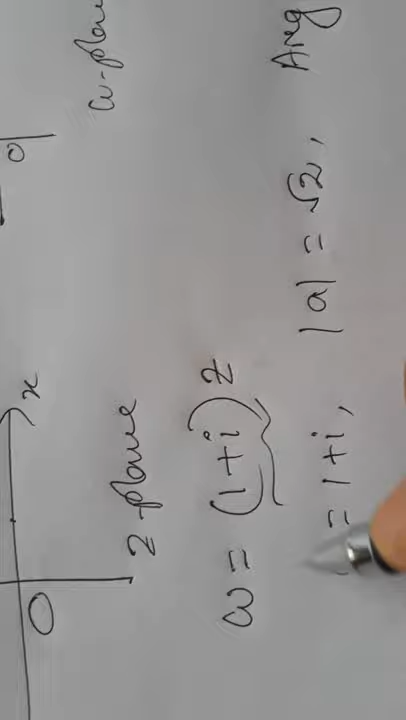 x
O
O
z-plane
w-plane
w = (1+i)z
= 1+i, |a| = √2, Arg